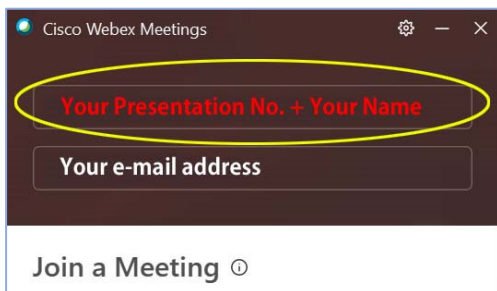 Cisco Webex Meetings
Your Presentation No. + Your Name
Your e-mail address
Join a Meeting